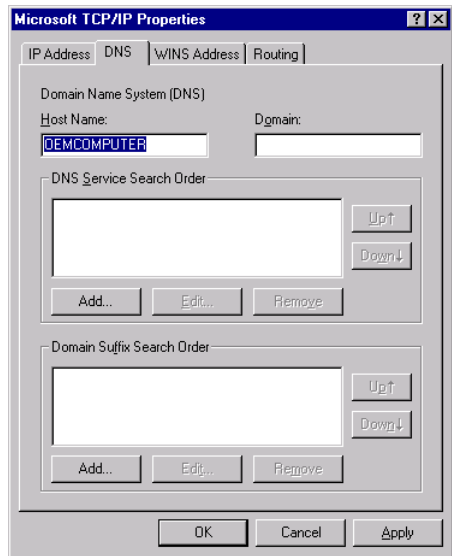 Microsoft TCP/IP Properties
IP Address DNS WINS Address Routing
Domain Name System (DNS)
Host Name: Domain:
OEMCOMPUTER
DNS Service Search Order
Up↑
Down↓
Add... Edit... Remove
Domain Suffix Search Order
Up↑
Down↓
Add... Edit... Remove
OK Cancel Apply